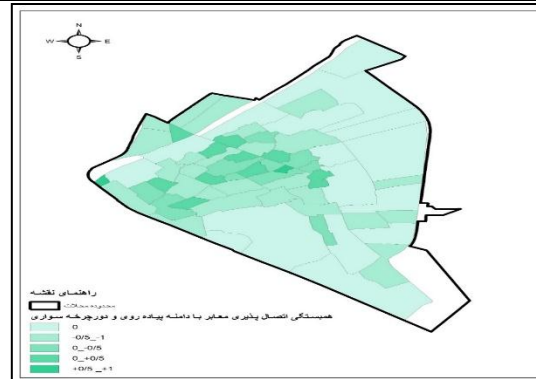 N
W E
S
راهنمای نقشه
محدوده محلات
همبستگی اتصال پذیری معابر با دامنه پیاده روی و دورچرخه سواری
0
-0/5_-1
0_-0/5
0_+0/5
+0/5_+1